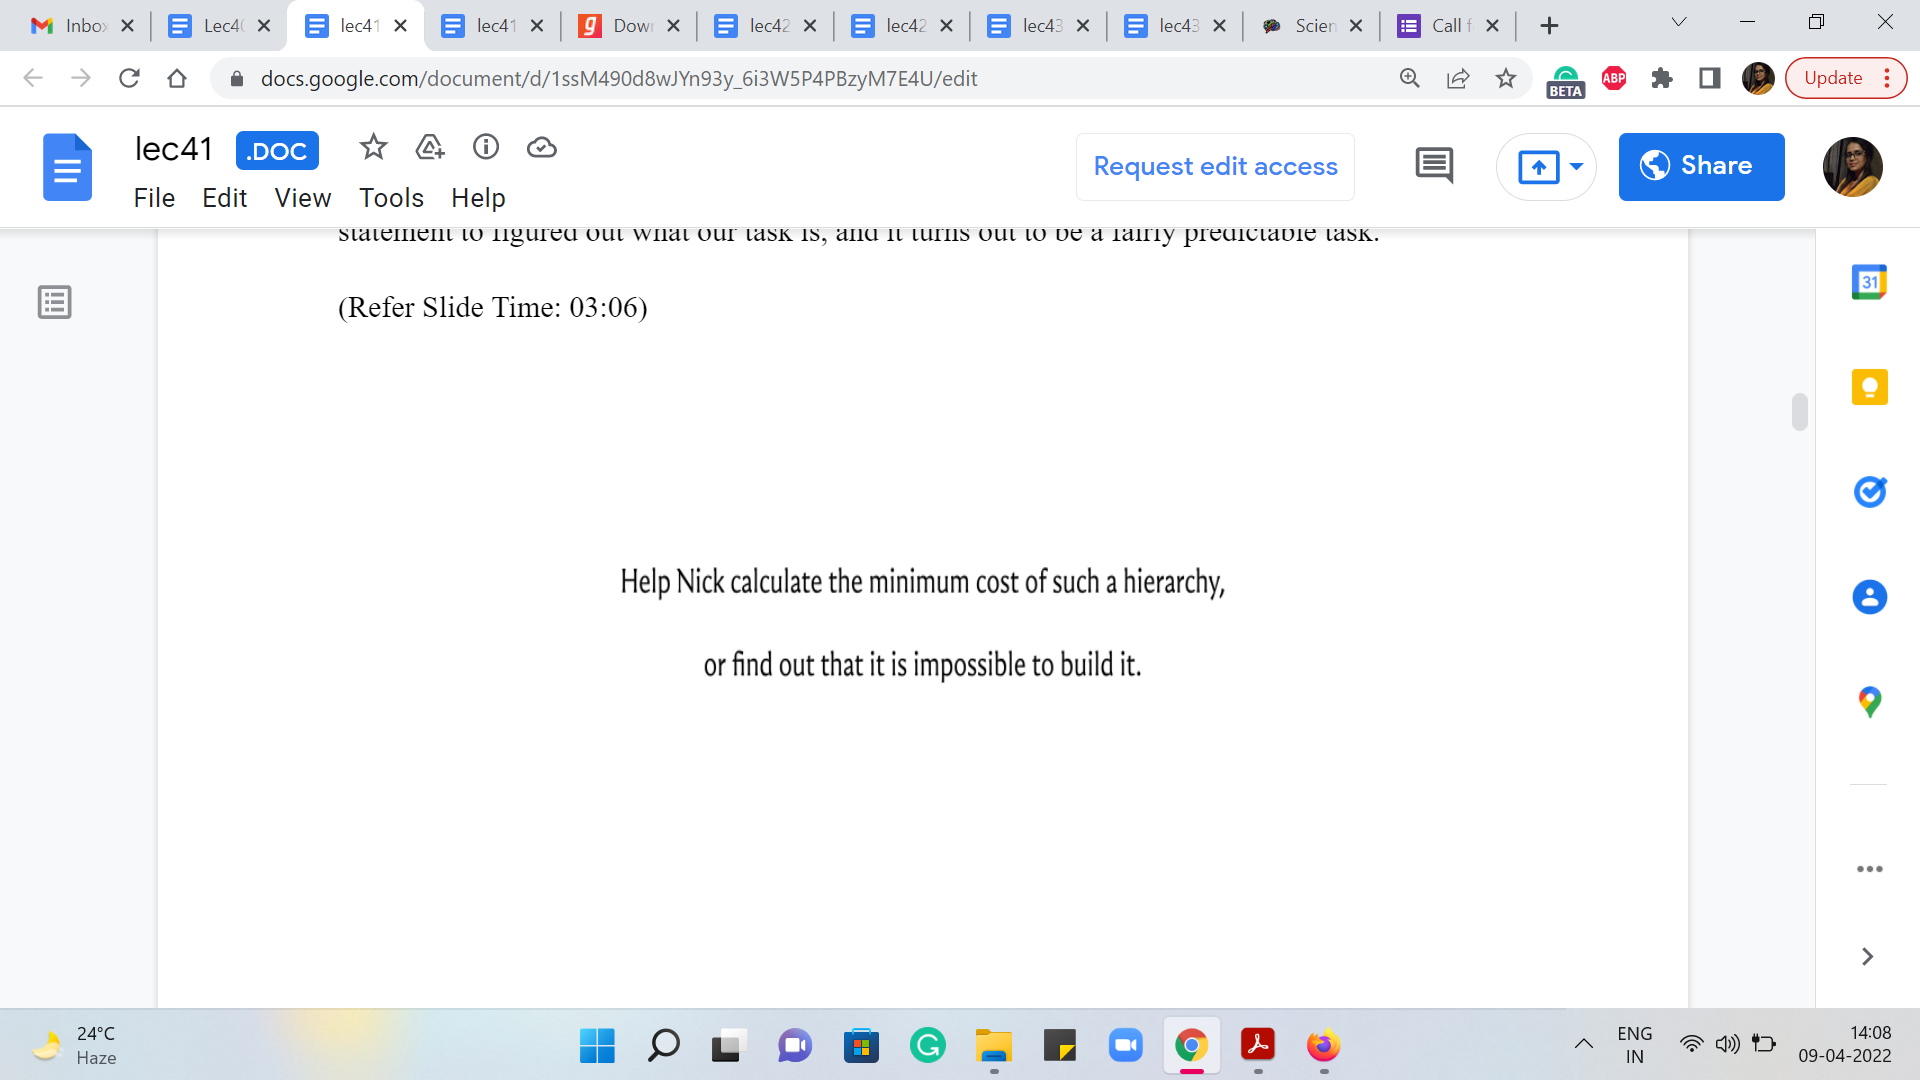 Inbox
Lec40
lec41
lec41
Dow
lec42
lec42
lec43
lec43
Scien
Call f
docs.google.com/document/d/1ssM490d8wJYn93y_6i3W5P4PBzyM7E4U/edit
BETA
ABP
Update
lec41
.DOC
Request edit access
Share
File Edit View Tools Help
statement to figured out what our task is, and it turns out to be a fairly predictable task.
(Refer Slide Time: 03:06)
31
Help Nick calculate the minimum cost of such a hierarchy,
or find out that it is impossible to build it.
24°C
Haze
ENG
IN
14:08
09-04-2022